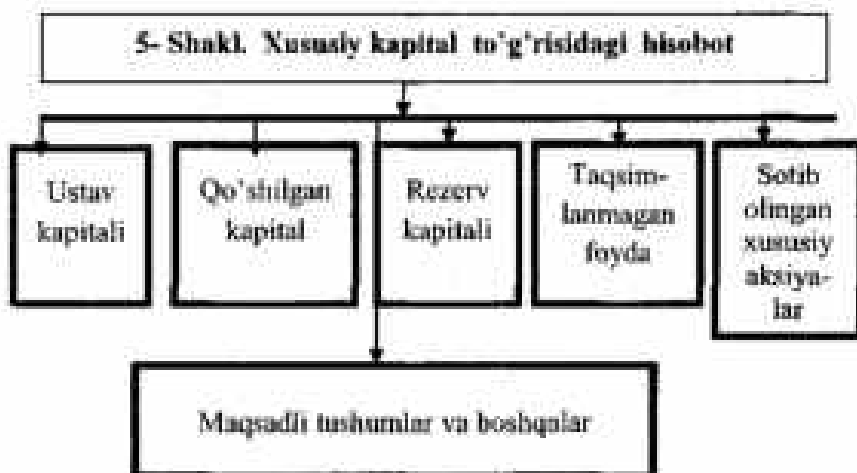 5- Shakl. Xususiy kapital to'g'risidagi hisobot
Ustav
kapitali
Qo'shilgan
kapital
Rezerv
kapitali
Taqsim-
lanmagan
foyda
Sotib
olingan
xususiy
aksiya-
lar
Maqsadli tushumlar va boshqalar